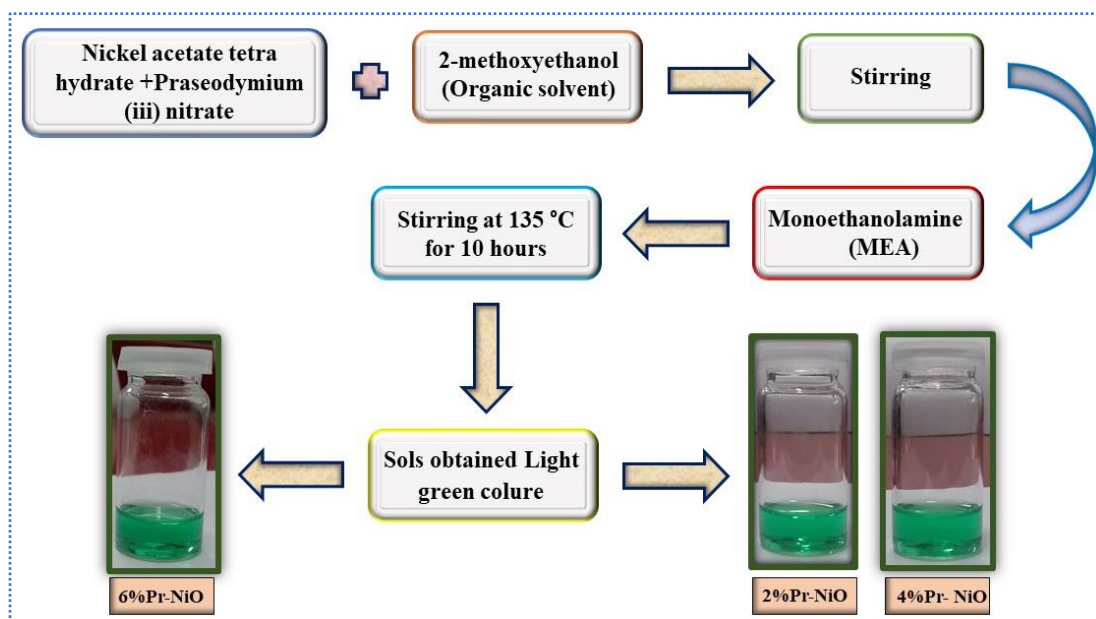 Nickel acetate tetra
hydrate +Praseodymium
(iii) nitrate
2-methoxyethanol
(Organic solvent)
Stirring
Monoethanolamine
(MEA)
Stirring at 135 °C
for 10 hours
Sols obtained Light
green colure
6%Pr-NiO
2%Pr-NiO
4%Pr- NiO